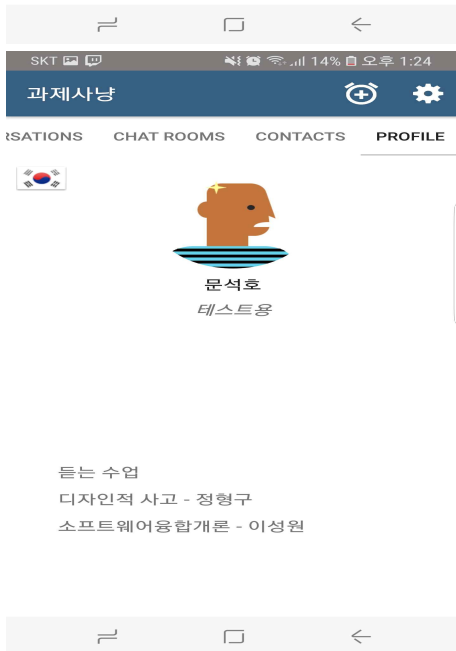 SKT 14% 오후 1:24
과제사냥
RSATIONS CHAT ROOMS CONTACTS PROFILE
문석호
테스트용
듣는 수업
디자인적 사고 - 정형구
소프트웨어융합개론 - 이성원